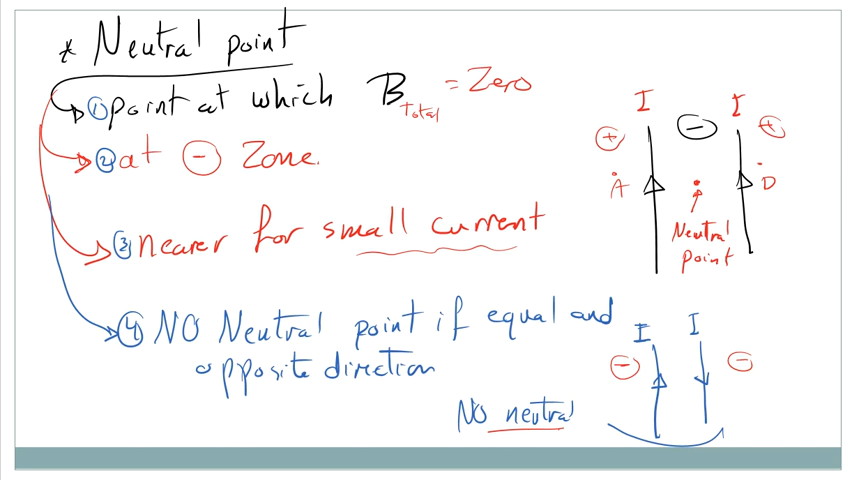 * Neutral point
① point at which B Total = Zero
② at ⊖ Zone.
③ nearer for small current
④ NO Neutral point if equal and
opposite direction
NO neutral
I I
⊕ ⊖ ⊕
A D
Neutral
point
I I
⊖ ⊖